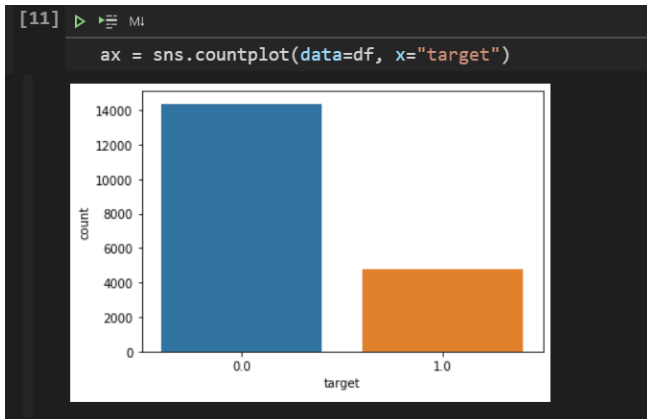 [11] M↓
ax = sns.countplot(data=df, x="target")
14000
12000
10000
8000
6000
4000
2000
0
count
0.0 1.0
target